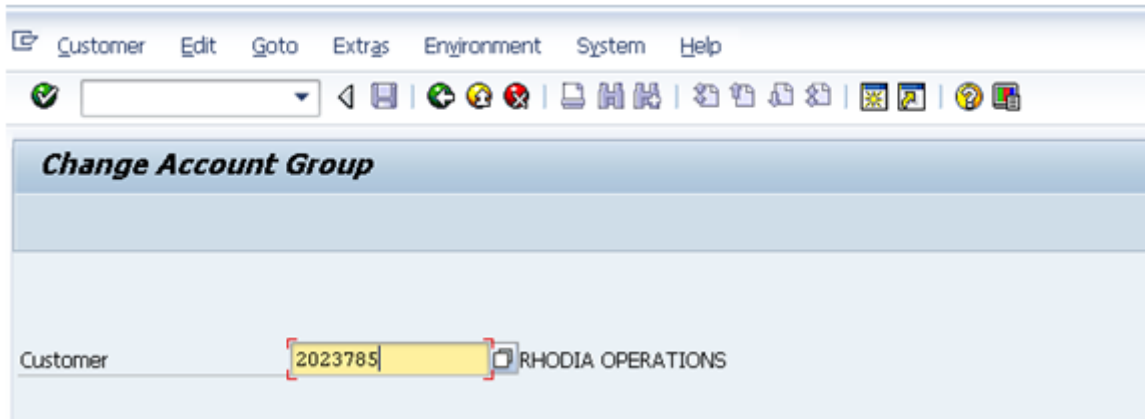 Customer Edit Goto Extras Environment System Help
Change Account Group
Customer 2023785 RHODIA OPERATIONS